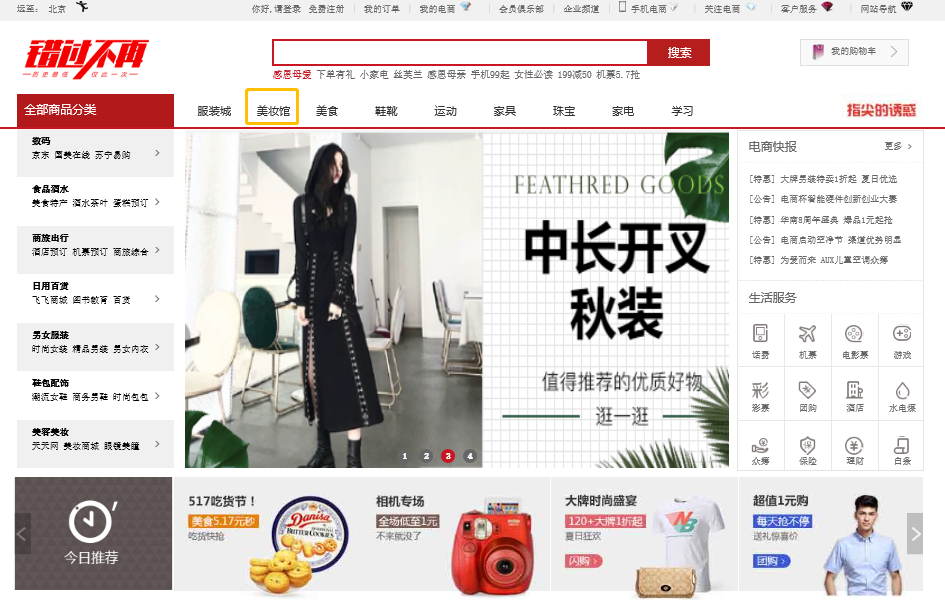 运至： 北京
你好, 请登录 免费注册
我的订单
我的电商
会员俱乐部
企业频道
手机电商
关注电商
客户服务
网站导航
错过不再
一历史最低 仅此一次一
搜索
我的购物车
感恩母爱 下单有礼 小家电 丝芙兰 感恩母亲 手机99起 女性必读 199减50 机票5.7抢
全部商品分类
服装城
美妆馆
美食
鞋靴
运动
家具
珠宝
家电
学习
指尖的诱惑
数码
京东 国美在线 苏宁易购
食品酒水
美食特产 酒水茶叶 蛋糕预订
商旅出行
酒店预订 机票预订 商旅综合
日用百货
飞飞商城 图书教育 百货
男女服装
时尚女装 精品男装 男女内衣
鞋包配饰
潮流女鞋 商务男鞋 时尚包包
美容美妆
天天网 美妆商城 眼镜美瞳
FEATHRED GOODS
中长开叉
秋装
值得推荐的优质好物
逛一逛
1 2 3 4
电商快报
更多
[特惠] 大牌男装特卖1折起 夏日优选
[公告] 电商杯智能硬件创新创业大赛
[特惠] 华南8周年盛典 爆品1元起抢
[公告] 电商启动空净节 渠道优势明显
[特惠] 为爱而来 AUX儿童空调众筹
生活服务
话费
机票
电影票
游戏
彩
彩票
团购
酒店
水电煤
众筹
保险
理财
白条
今日推荐
517吃货节！
美食5.17元秒
吃货快抢
Danisa
BUTTER COOKIES
相机专场
全场低至1元
不来就没了
大牌时尚盛宴
120+大牌1折起
夏日狂欢
闪购
超值1元购
每天抢不停
送礼惊喜价
团购